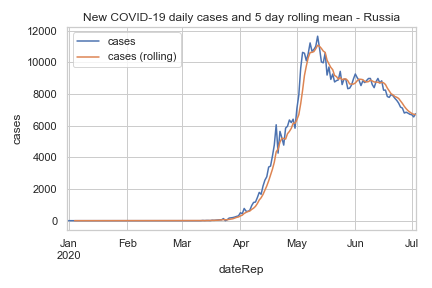 New COVID-19 daily cases and 5 day rolling mean - Russia
cases
cases (rolling)
12000
10000
8000
6000
4000
2000
0
cases
Jan Feb Mar Apr May Jun Jul
2020
dateRep